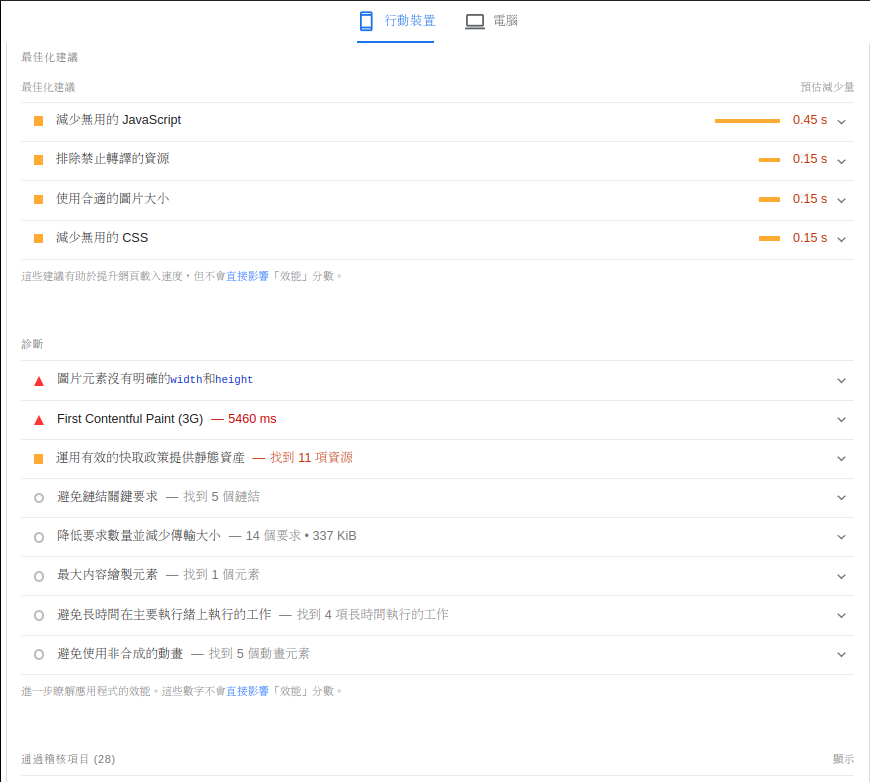 行動裝置 電腦
最佳化建議
最佳化建議 預估減少量
減少無用的 JavaScript 0.45 s
排除禁止轉譯的資源 0.15 s
使用合適的圖片大小 0.15 s
減少無用的 CSS 0.15 s
這些建議有助於提升網頁載入速度，但不會直接影響「效能」分數。
診斷
圖片元素沒有明確的width和height
First Contentful Paint (3G) — 5460 ms
運用有效的快取政策提供靜態資產 — 找到 11 項資源
避免鏈結關鍵要求 — 找到 5 個鏈結
降低要求數量並減少傳輸大小 — 14 個要求 • 337 KiB
最大內容繪製元素 — 找到 1 個元素
避免長時間在主要執行緒上執行的工作 — 找到 4 項長時間執行的工作
避免使用非合成的動畫 — 找到 5 個動畫元素
進一步瞭解應用程式的效能。這些數字不會直接影響「效能」分數。
通過稽核項目 (28) 顯示